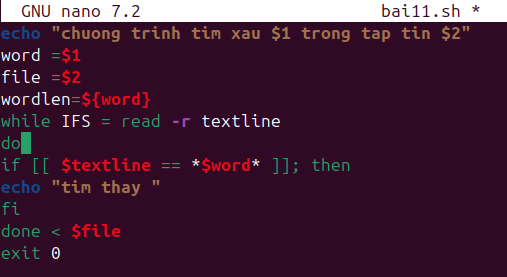 GNU nano 7.2 bai11.sh *
echo "chuong trinh tim xau $1 trong tap tin $2"
word =$1
file =$2
wordlen=${word}
while IFS = read -r textline
do
if [[ $textline == *$word* ]]; then
echo "tim thay "
fi
done < $file
exit 0